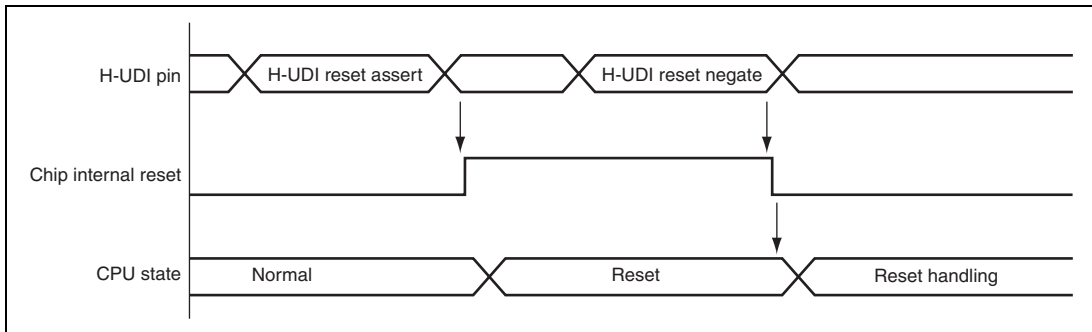 H-UDI pin
H-UDI reset assert
H-UDI reset negate
Chip internal reset
CPU state
Normal
Reset
Reset handling